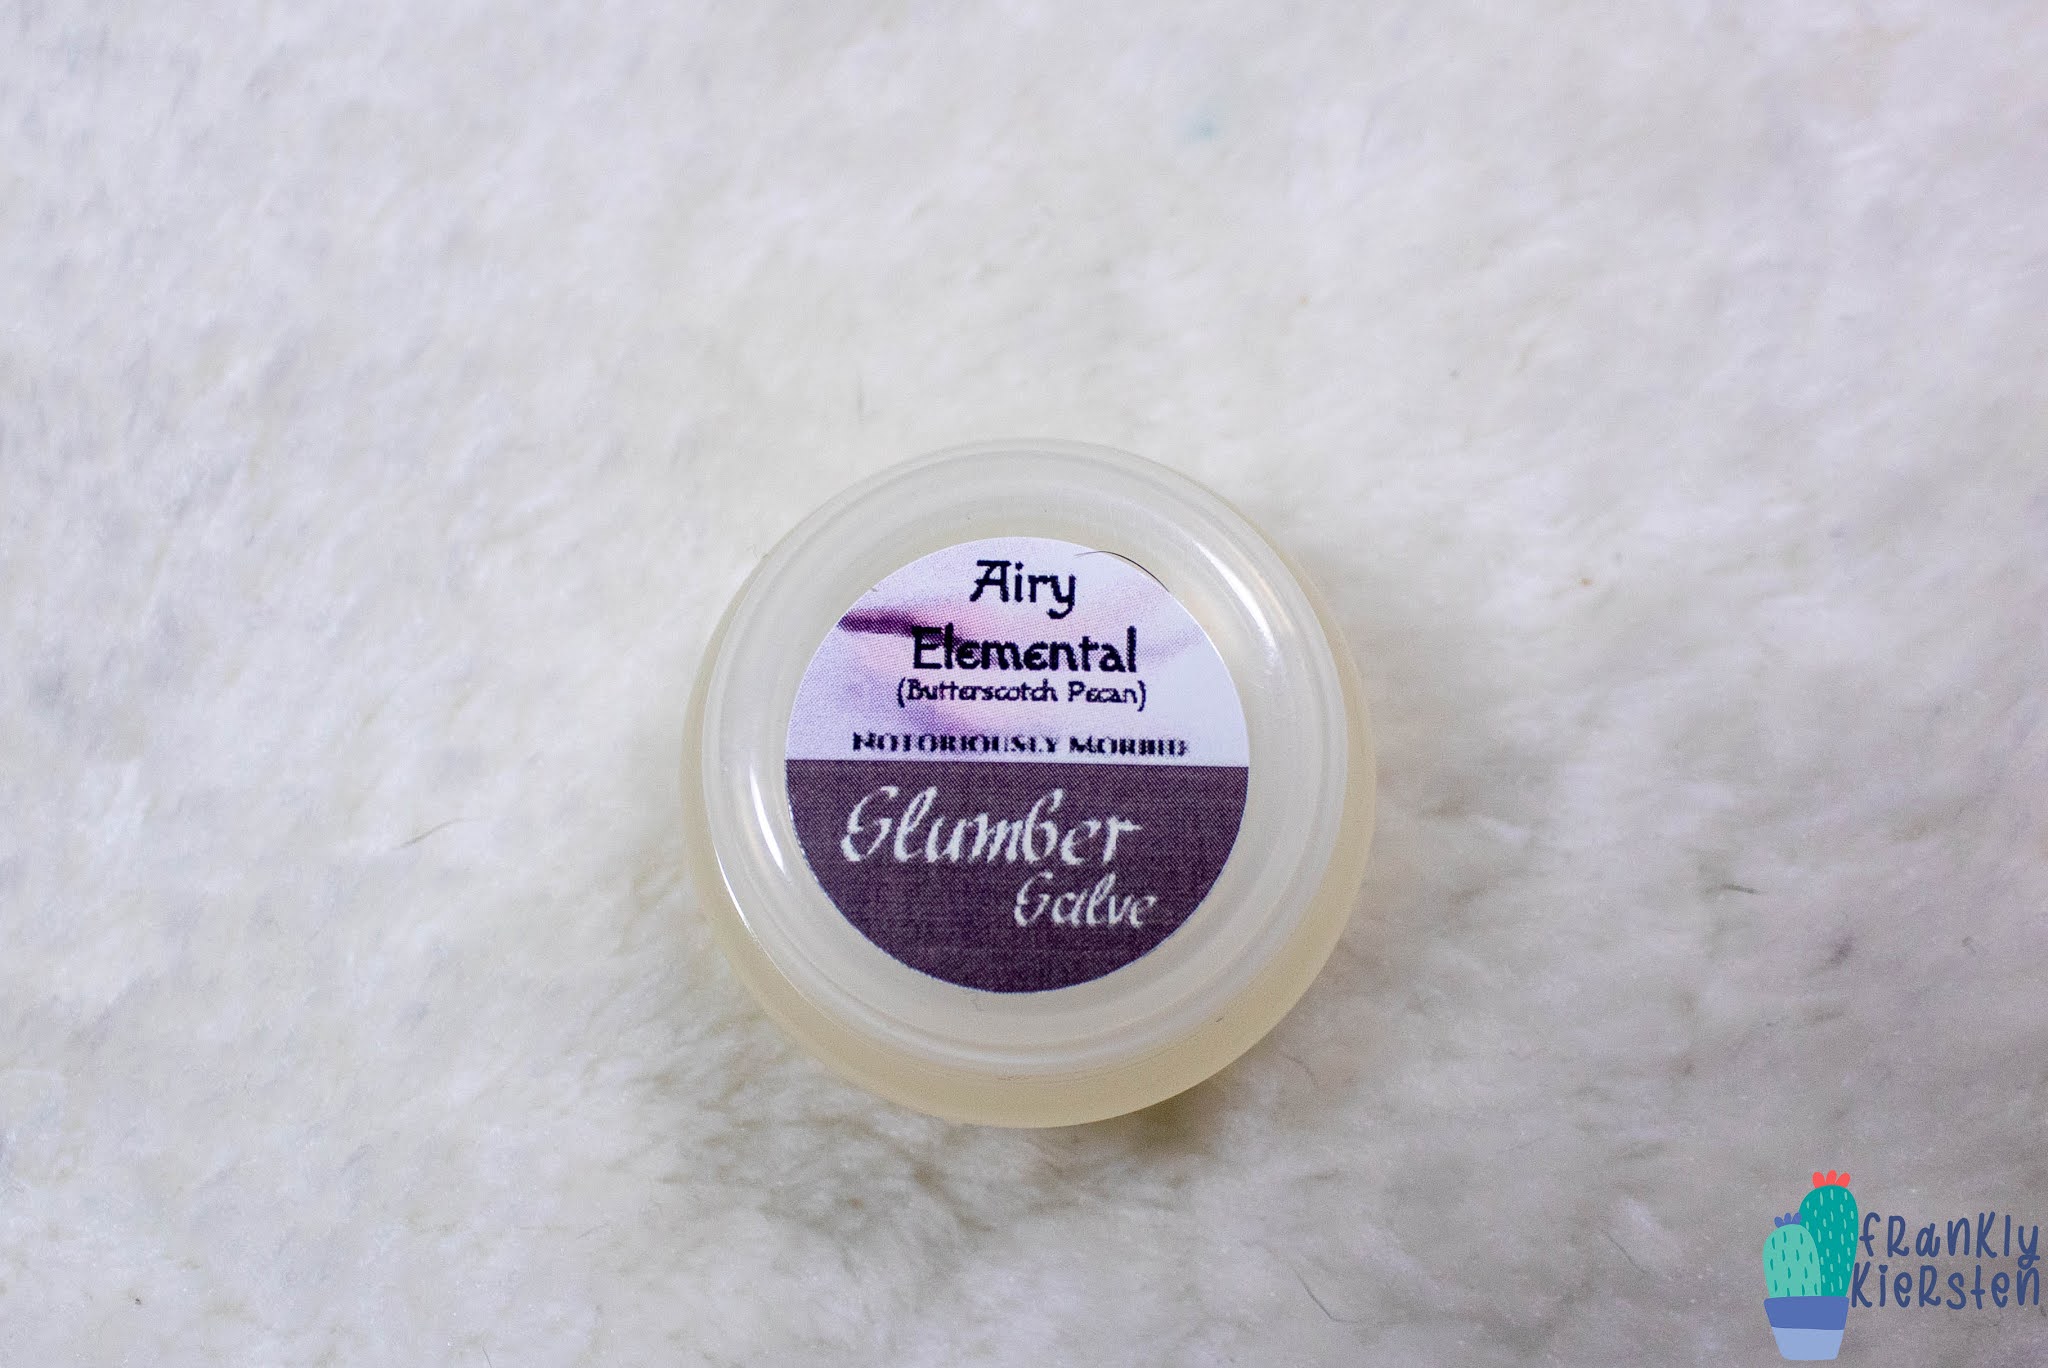 Airy
Elemental
(Butterscotch Pecan)
NOTORIOUSLY MORBID
Slumber
Salve
fRanKly
KieRsten